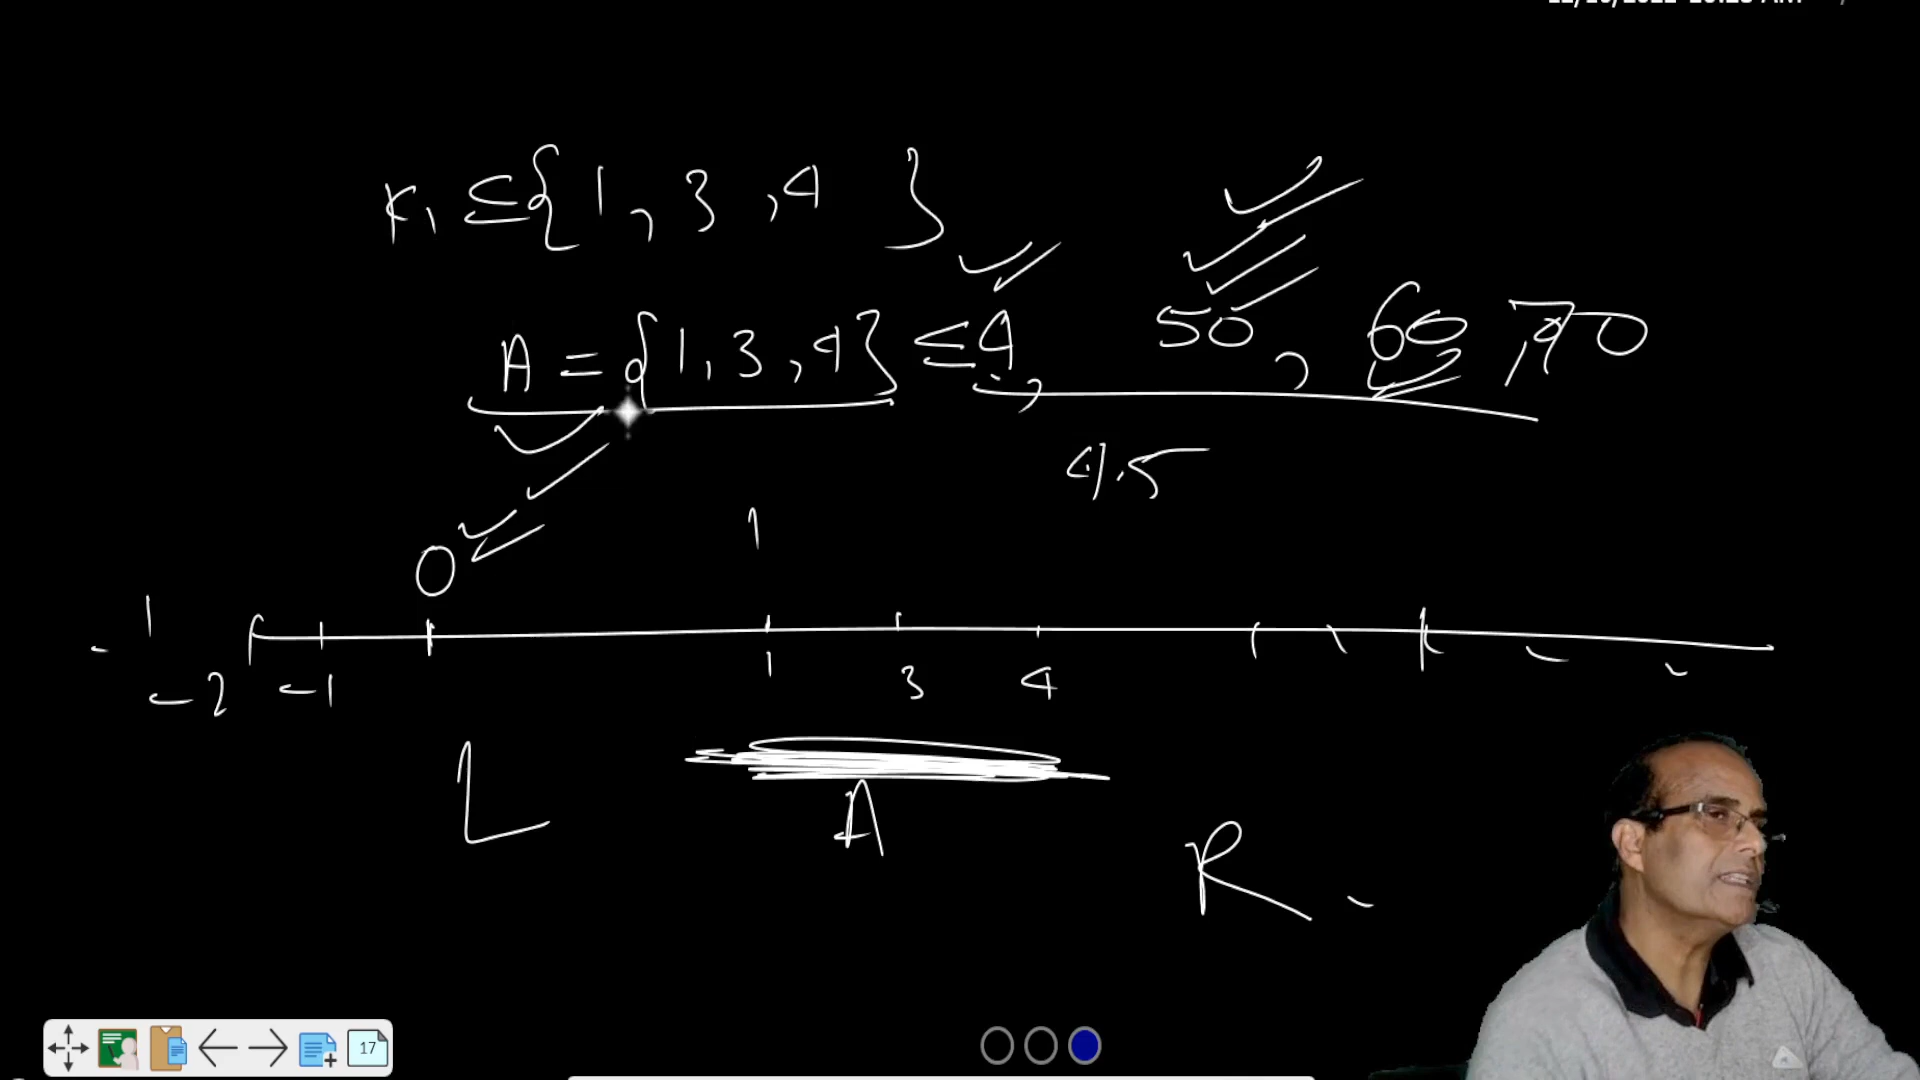 K₁ ≤ {1, 3, 4 }
A = {1, 3, 4} ≤ 4, 50, 60, 70
4.5
0 1
-1
-2 -1 1 3 4
L A R
17